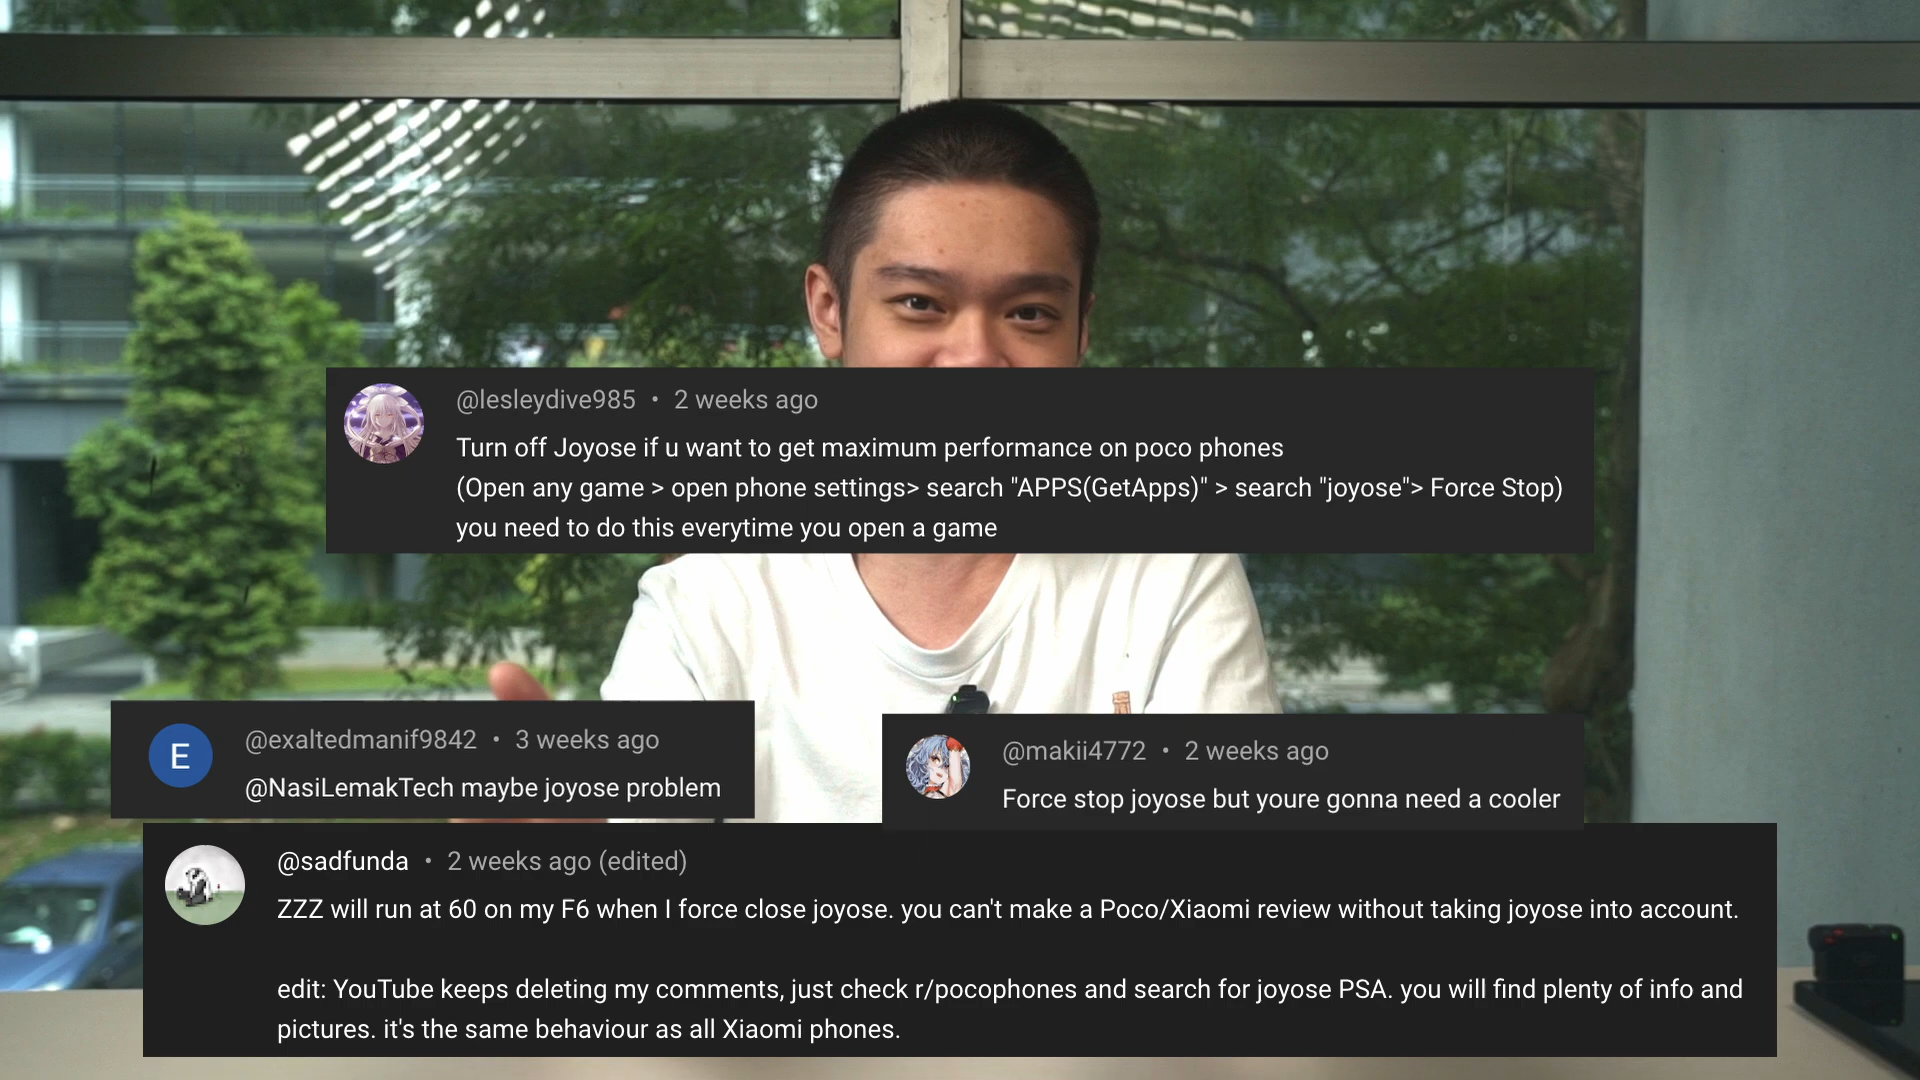 @lesleydive985 • 2 weeks ago
Turn off Joyose if u want to get maximum performance on poco phones
(Open any game > open phone settings> search "APPS(GetApps)" > search "joyose"> Force Stop)
you need to do this everytime you open a game
E
@exaltedmanif9842 • 3 weeks ago
@NasiLemakTech maybe joyose problem
@makii4772 • 2 weeks ago
Force stop joyose but youre gonna need a cooler
@sadfunda • 2 weeks ago (edited)
ZZZ will run at 60 on my F6 when I force close joyose. you can't make a Poco/Xiaomi review without taking joyose into account.
edit: YouTube keeps deleting my comments, just check r/pocophones and search for joyose PSA. you will find plenty of info and
pictures. it's the same behaviour as all Xiaomi phones.